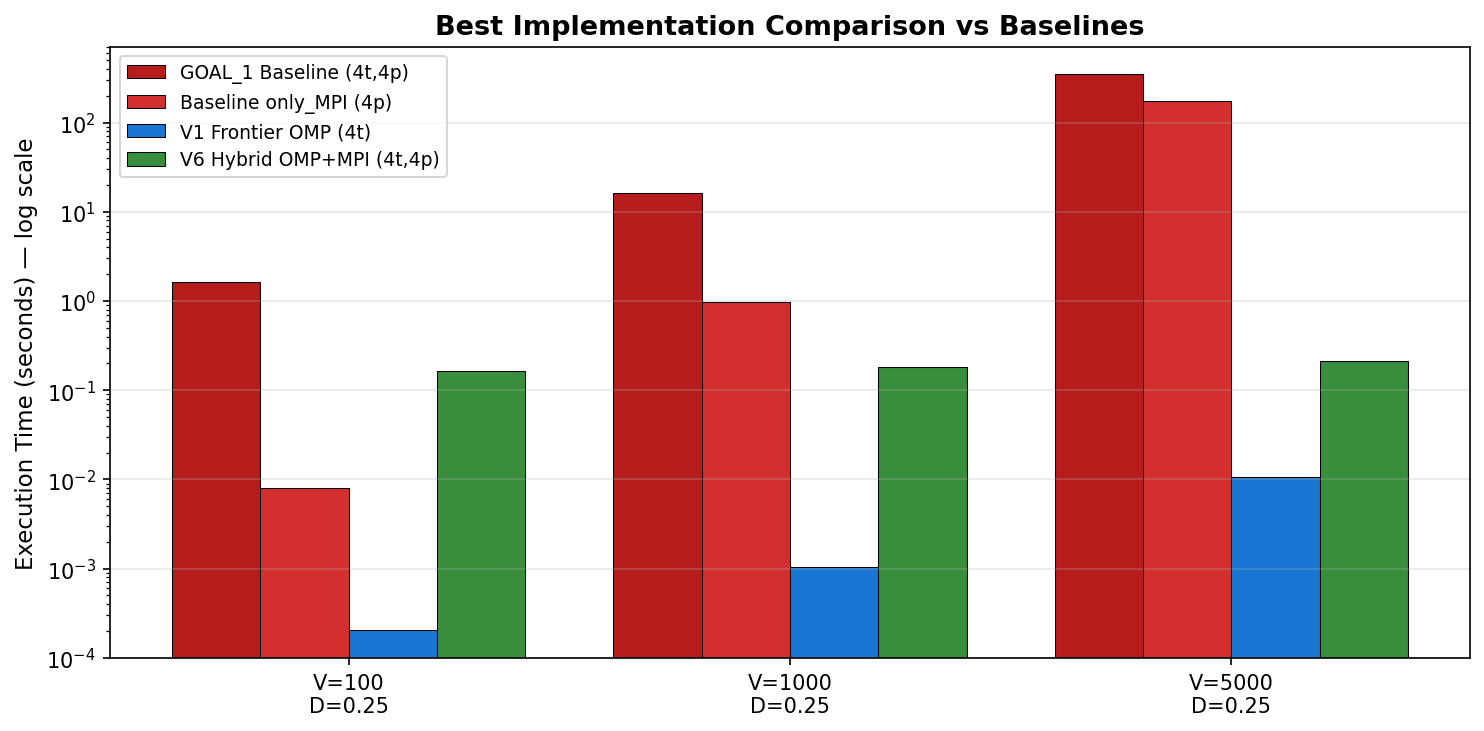 Best Implementation Comparison vs Baselines
GOAL_1 Baseline (4t,4p)
Baseline only_MPI (4p)
V1 Frontier OMP (4t)
V6 Hybrid OMP+MPI (4t,4p)
Execution Time (seconds) — log scale
10²
10¹
10⁰
10⁻¹
10⁻²
10⁻³
10⁻⁴
V=100
D=0.25
V=1000
D=0.25
V=5000
D=0.25